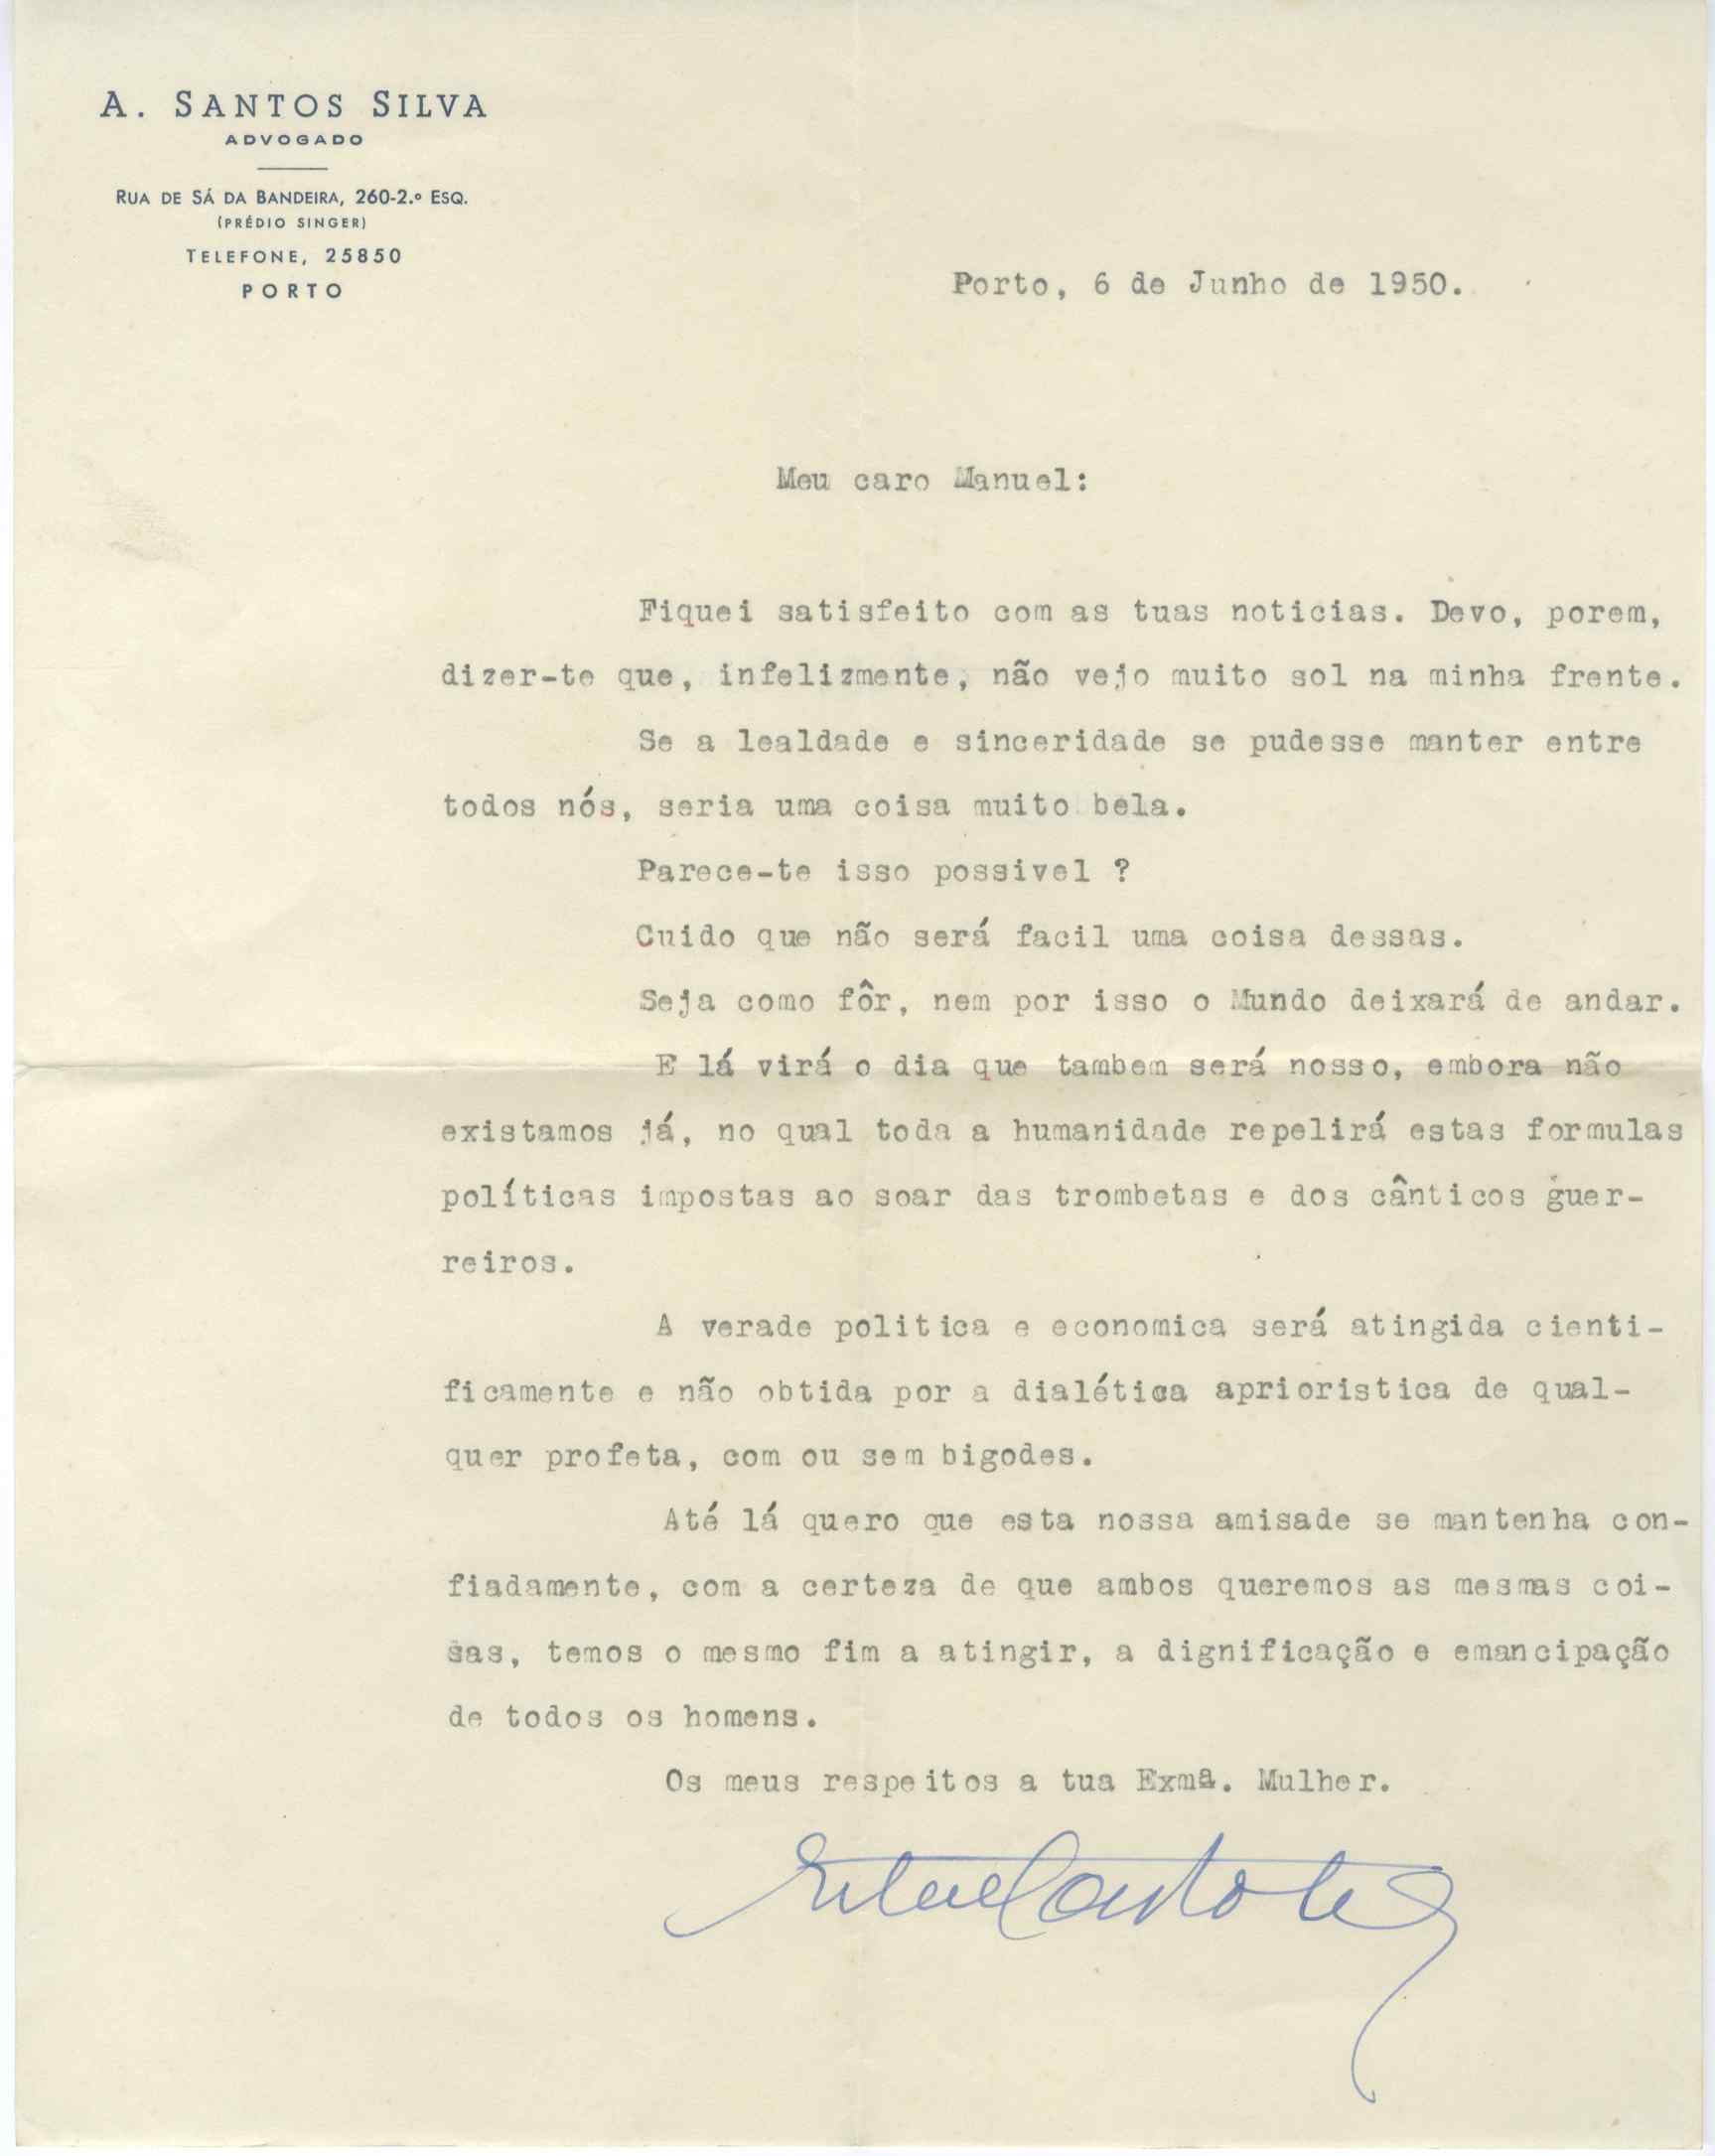 A. SANTOS SILVA
ADVOGADO
RUA DE SÁ DA BANDEIRA, 260-2.º ESQ.
(PRÉDIO SINGER)
TELEFONE, 25850
PORTO
Porto, 6 de Junho de 1950.
Meu caro Manuel:
Fiquei satisfeito com as tuas noticias. Devo, porem,
dizer-te que, infelizmente, não vejo muito sol na minha frente.
Se a lealdade e sinceridade se pudesse manter entre
todos nós, seria uma coisa muito bela.
Parece-te isso possivel ?
Cuido que não será facil uma coisa dessas.
Seja como fôr, nem por isso o Mundo deixará de andar.
E lá virá o dia que tambem será nosso, embora não
existamos já, no qual toda a humanidade repelirá estas formulas
políticas impostas ao soar das trombetas e dos cânticos guer-
reiros.
A verade politica e economica será atingida cienti-
ficamente e não obtida por a dialética aprioristica de qual-
quer profeta, com ou sem bigodes.
Até lá quero que esta nossa amisade se mantenha con-
fiadamente, com a certeza de que ambos queremos as mesmas coi-
sas, temos o mesmo fim a atingir, a dignificação e emancipação
de todos os homens.
Os meus respeitos a tua Exmª. Mulher.